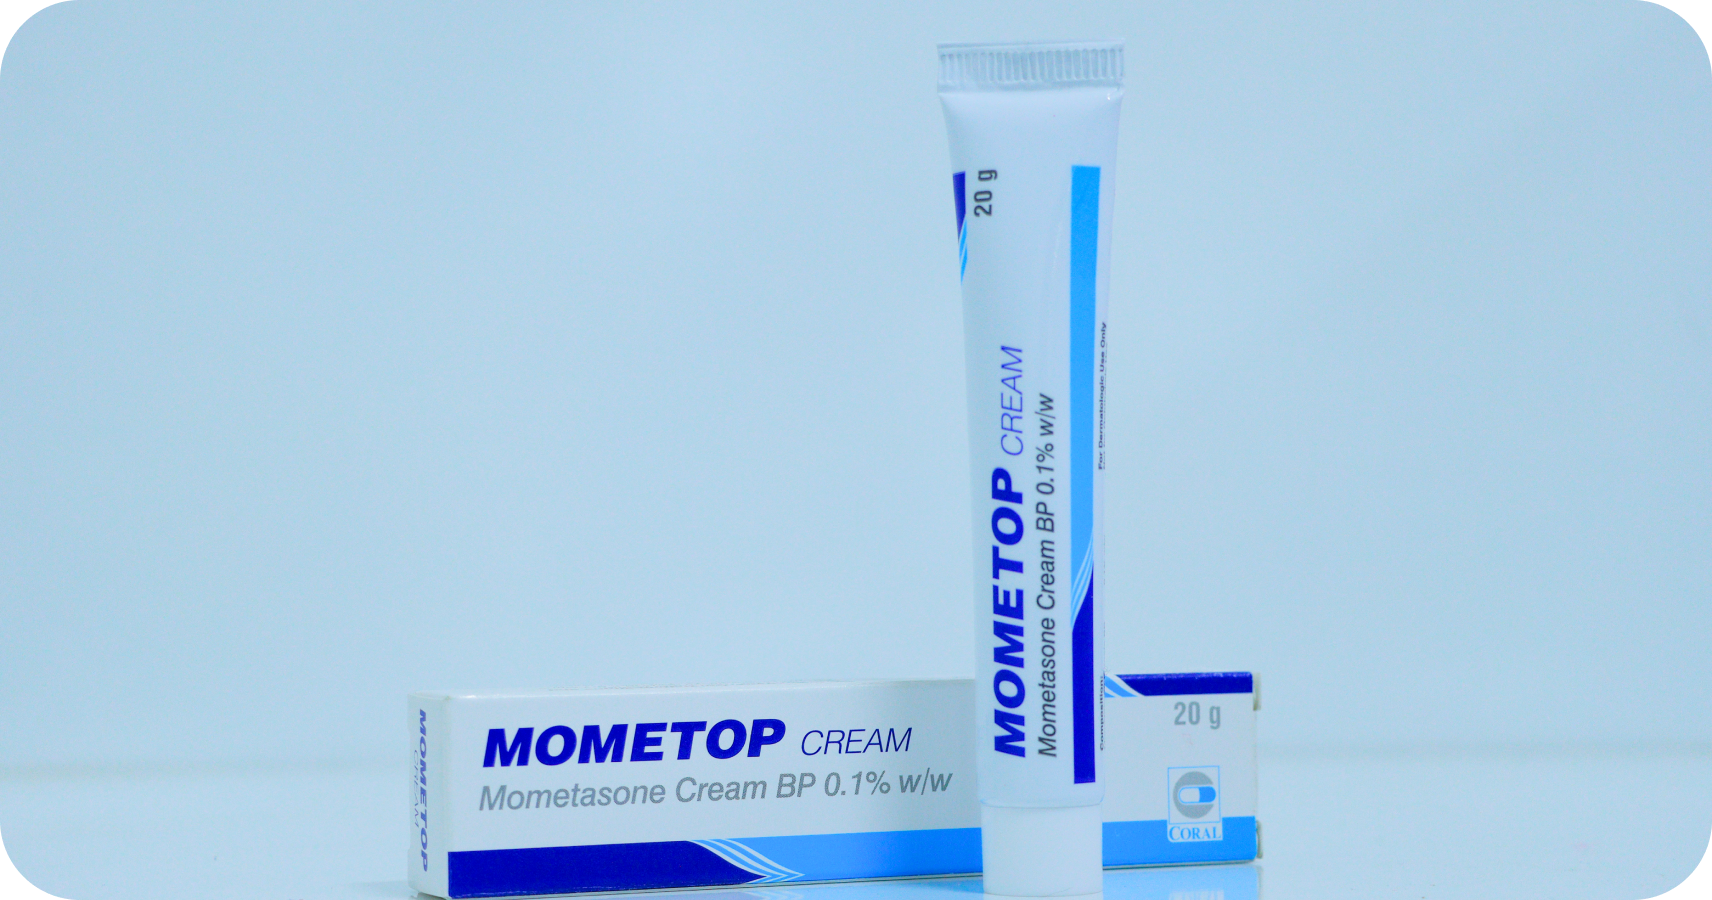 20 g
MOMETOP CREAM
Mometasone Cream BP 0.1% w/w
For Dermatologic Use Only
Composition:
MOMETOP CREAM
Mometasone Cream BP 0.1% w/w
MOMETOP
CREAM
20 g
CORAL